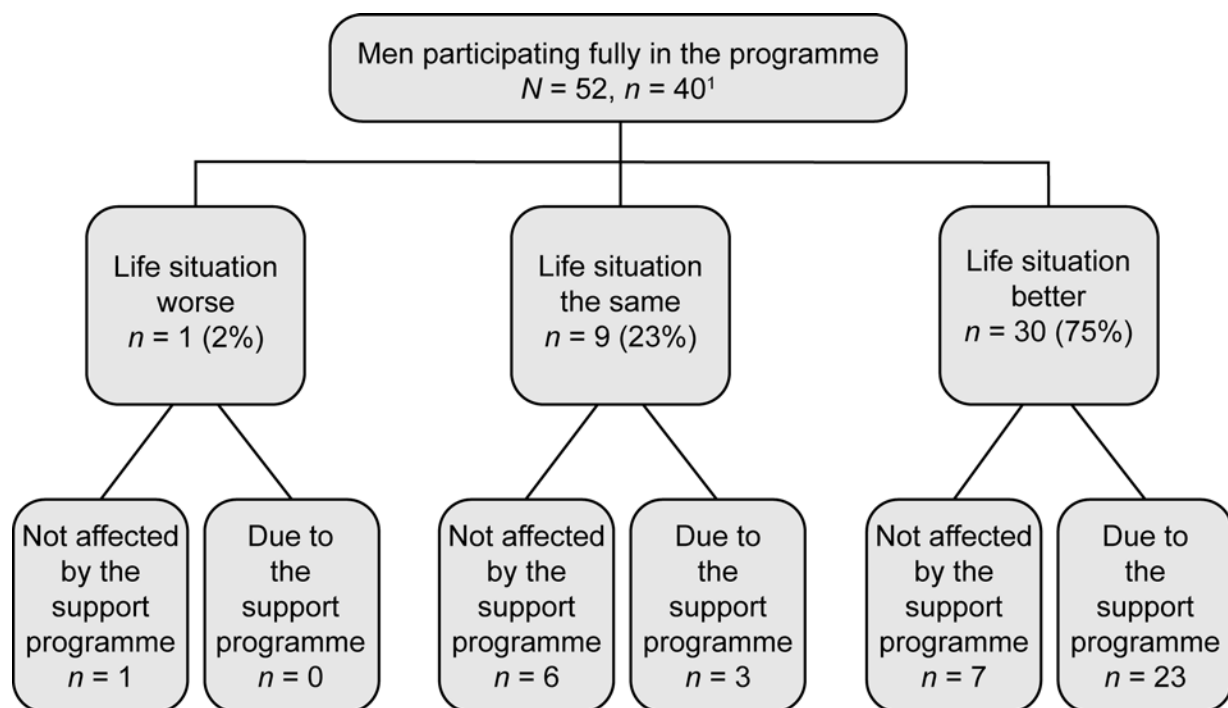 Men participating fully in the programme
N = 52, n = 40¹
Life situation
worse
n = 1 (2%)
Life situation
the same
n = 9 (23%)
Life situation
better
n = 30 (75%)
Not affected
by the
support
programme
n = 1
Due to
the
support
programme
n = 0
Not affected
by the
support
programme
n = 6
Due to
the
support
programme
n = 3
Not affected
by the
support
programme
n = 7
Due to
the
support
programme
n = 23